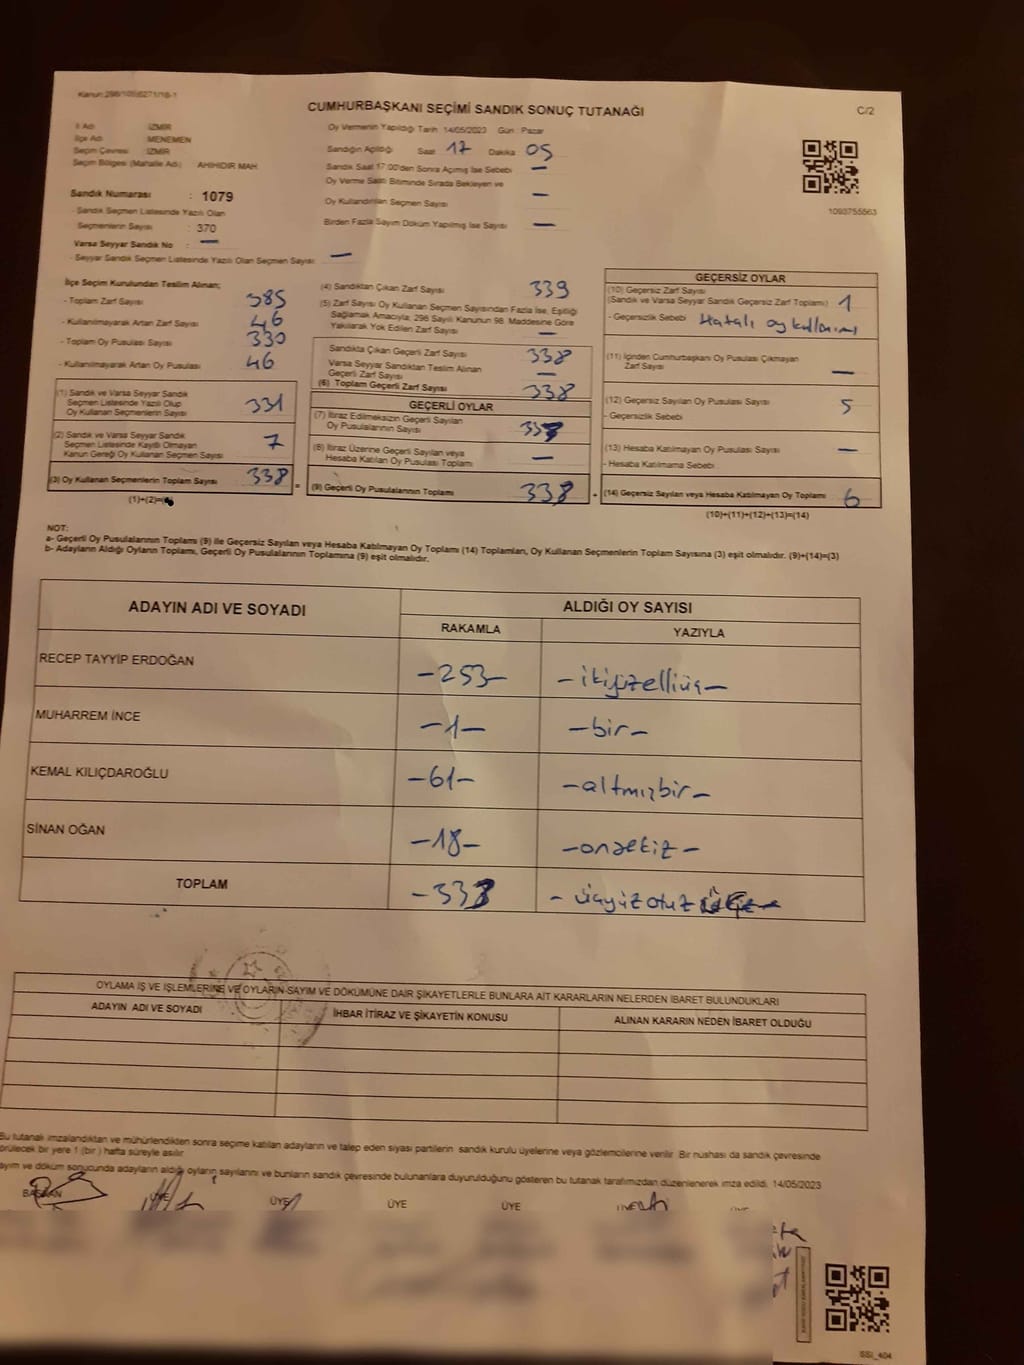 Kanun:298/105 6271/16-1
CUMHURBAŞKANI SEÇİMİ SANDIK SONUÇ TUTANAĞI
C/2
İl Adı : İZMİR
İlçe Adı : MENEMEN
Seçim Çevresi : İZMİR
Seçim Bölgesi (Mahalle Adı) : AHIHIDIR MAH
Sandık Numarası : 1079
- Sandık Seçmen Listesinde Yazılı Olan
Seçmenlerin Sayısı : 370
Varsa Seyyar Sandık No : —
- Seyyar Sandık Seçmen Listesinde Yazılı Olan Seçmen Sayısı: —
Oy Vermenin Yapıldığı Tarih 14/05/2023 Gün Pazar
Sandığın Açıldığı Saat 17 Dakika 05
Sandık Saat 17:00'den Sonra Açılmış İse Sebebi —
Oy Verme Saati Bitiminde Sırada Bekleyen ve
Oy Kullandırılan Seçmen Sayısı —
Birden Fazla Sayım Döküm Yapılmış İse Sayısı —
1093755563
İlçe Seçim Kurulundan Teslim Alınan;
- Toplam Zarf Sayısı 385
- Kullanılmayarak Artan Zarf Sayısı 46
- Toplam Oy Pusulası Sayısı 330
- Kullanılmayarak Artan Oy Pusulası 46
(1) Sandık ve Varsa Seyyar Sandık
Seçmen Listesinde Yazılı Olup
Oy Kullanan Seçmenlerin Sayısı 331
(2) Sandık ve Varsa Seyyar Sandık
Seçmen Listesinde Kayıtlı Olmayan
Kanun Gereği Oy Kullanan Seçmen Sayısı 7
(3) Oy Kullanan Seçmenlerin Toplam Sayısı 338
(1)+(2)=
(4) Sandıktan Çıkan Zarf Sayısı 339
(5) Zarf Sayısı Oy Kullanan Seçmen Sayısından Fazla İse, Eşitliği
Sağlamak Amacıyla, 298 Sayılı Kanunun 98. Maddesine Göre
Yakılarak Yok Edilen Zarf Sayısı —
Sandıkta Çıkan Geçerli Zarf Sayısı 338
Varsa Seyyar Sandıktan Teslim Alınan
Geçerli Zarf Sayısı —
(6) Toplam Geçerli Zarf Sayısı 338
GEÇERLİ OYLAR
(7) İtiraz Edilmeksizin Geçerli Sayılan
Oy Pusulalarının Sayısı
(8) İtiraz Üzerine Geçerli Sayılan veya
Hesaba Katılan Oy Pusulası Toplamı —
= (9) Geçerli Oy Pusulalarının Toplamı 338
GEÇERSİZ OYLAR
(10) Geçersiz Zarf Sayısı
(Sandık ve Varsa Seyyar Sandık Geçersiz Zarf Toplamı) 1
- Geçersizlik Sebebi Hatalı oy kullanımı
(11) İçinden Cumhurbaşkanı Oy Pusulası Çıkmayan
Zarf Sayısı —
(12) Geçersiz Sayılan Oy Pusulası Sayısı 5
- Geçersizlik Sebebi
(13) Hesaba Katılmayan Oy Pusulası Sayısı —
- Hesaba Katılmama Sebebi
+ (14) Geçersiz Sayılan veya Hesaba Katılmayan Oy Toplamı 6
(10)+(11)+(12)+(13)=(14)
NOT:
a- Geçerli Oy Pusulalarının Toplamı (9) ile Geçersiz Sayılan veya Hesaba Katılmayan Oy Toplamı (14) Toplamları, Oy Kullanan Seçmenlerin Toplam Sayısına (3) eşit olmalıdır. (9)+(14)=(3)
b- Adayların Aldığı Oyların Toplamı, Geçerli Oy Pusulalarının Toplamına (9) eşit olmalıdır.
ADAYIN ADI VE SOYADI
ALDIĞI OY SAYISI
RAKAMLA
YAZIYLA
RECEP TAYYİP ERDOĞAN -253- -ikiyüzelliüç-
MUHARREM İNCE -1- -bir-
KEMAL KILIÇDAROĞLU -61- -altmışbir-
SİNAN OĞAN -18- -onsekiz-
TOPLAM -333 - üçyüzotuz
OYLAMA İŞ VE İŞLEMLERİNE VE OYLARIN SAYIM VE DÖKÜMÜNE DAİR ŞİKAYETLERLE BUNLARA AİT KARARLARIN NELERDEN İBARET BULUNDUKLARI
ADAYIN ADI VE SOYADI
İHBAR İTİRAZ VE ŞİKAYETİN KONUSU
ALINAN KARARIN NEDEN İBARET OLDUĞU
Bu tutanak imzalandıktan ve mühürlendikten sonra seçime katılan adayların ve talep eden siyasi partilerin sandık kurulu üyelerine veya gözlemcilerine verilir. Bir nüshası da sandık çevresinde
görülecek bir yere 1 (bir ) hafta süreyle asılır
ayım ve döküm sonucunda adayların aldığı oyların sayılarını ve bunların sandık çevresinde bulunanlara duyurulduğunu gösteren bu tutanak tarafımızdan düzenlenerek imza edildi. 14/05/2023
BAŞKAN ÜYE ÜYE ÜYE ÜYE ÜYE
SSI_404